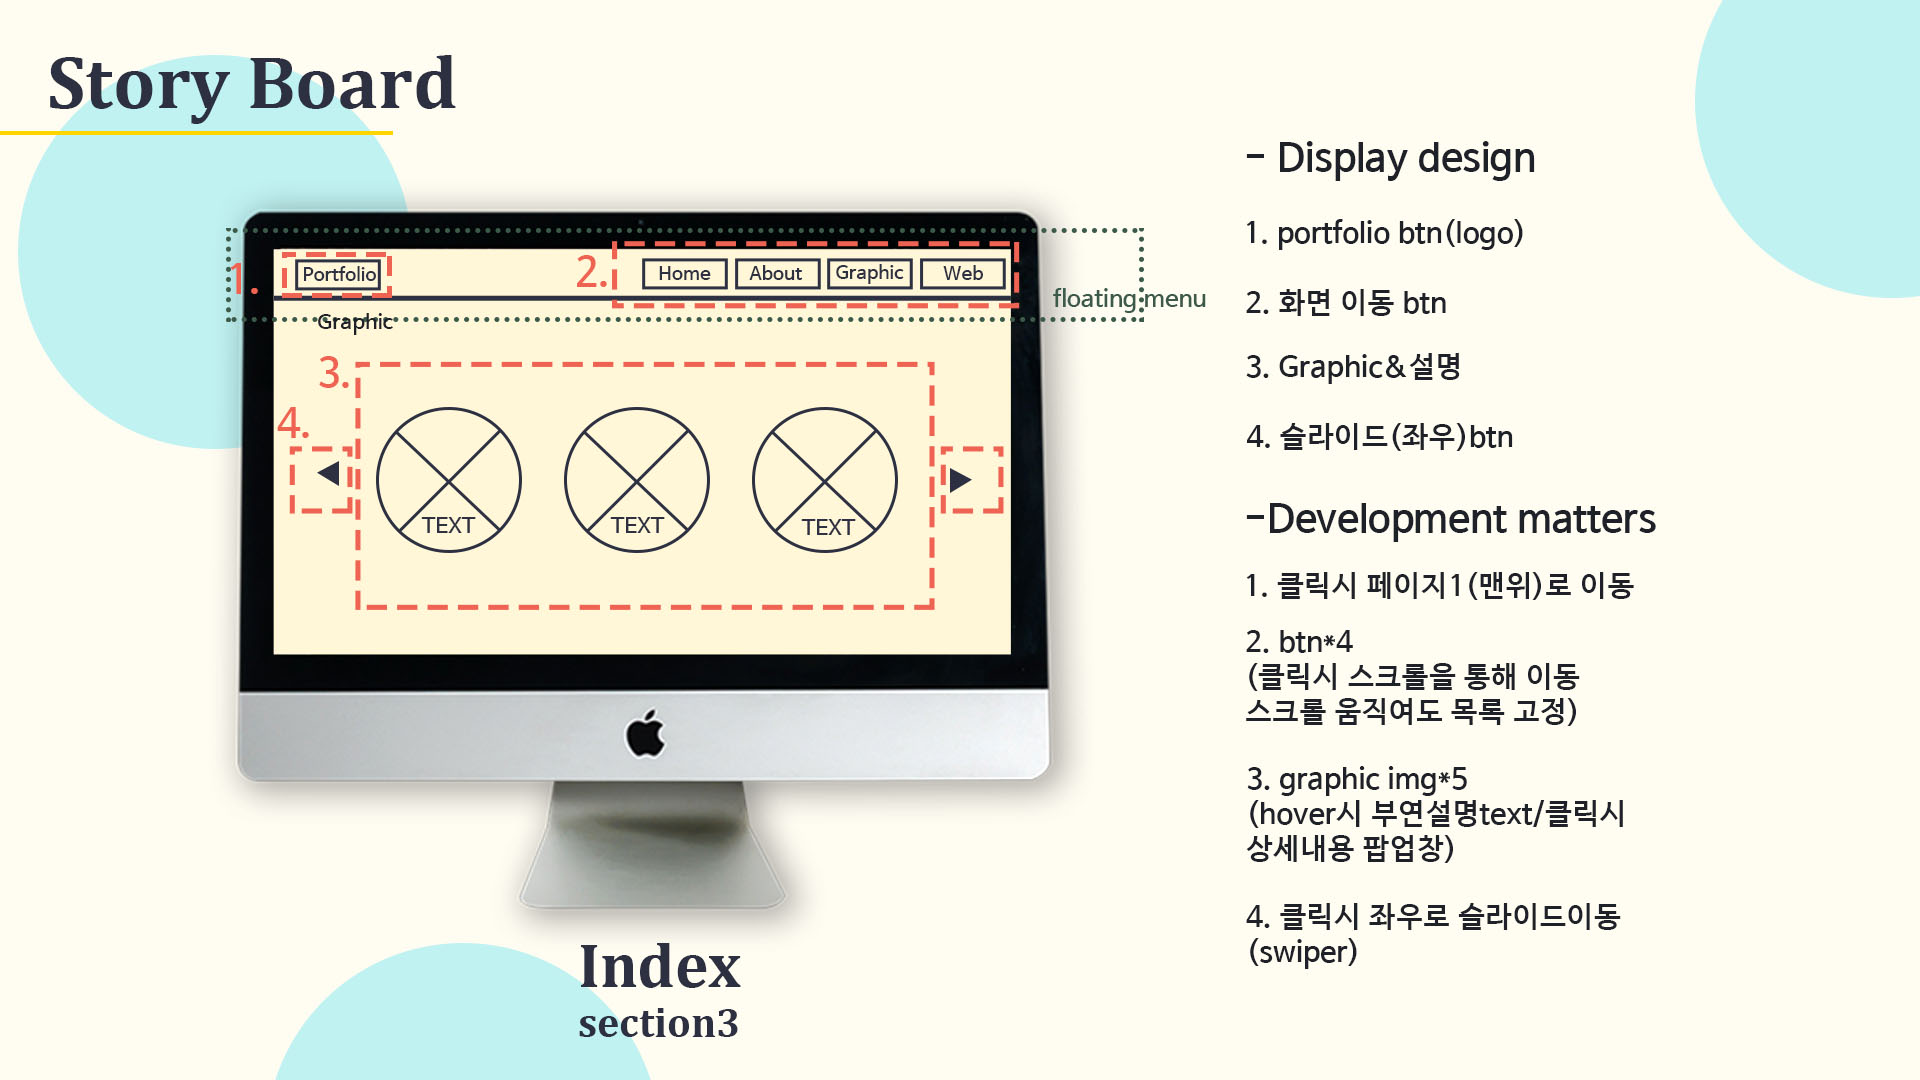 Story Board
1.
Portfolio
2.
Home
About
Graphic
Web
floating menu
Graphic
3.
4.
TEXT
TEXT
TEXT
Index
section3
- Display design
1. portfolio btn(logo)
2. 화면 이동 btn
3. Graphic&설명
4. 슬라이드(좌우)btn
-Development matters
1. 클릭시 페이지1(맨위)로 이동
2. btn*4
(클릭시 스크롤을 통해 이동
스크롤 움직여도 목록 고정)
3. graphic img*5
(hover시 부연설명text/클릭시
상세내용 팝업창)
4. 클릭시 좌우로 슬라이드이동
(swiper)